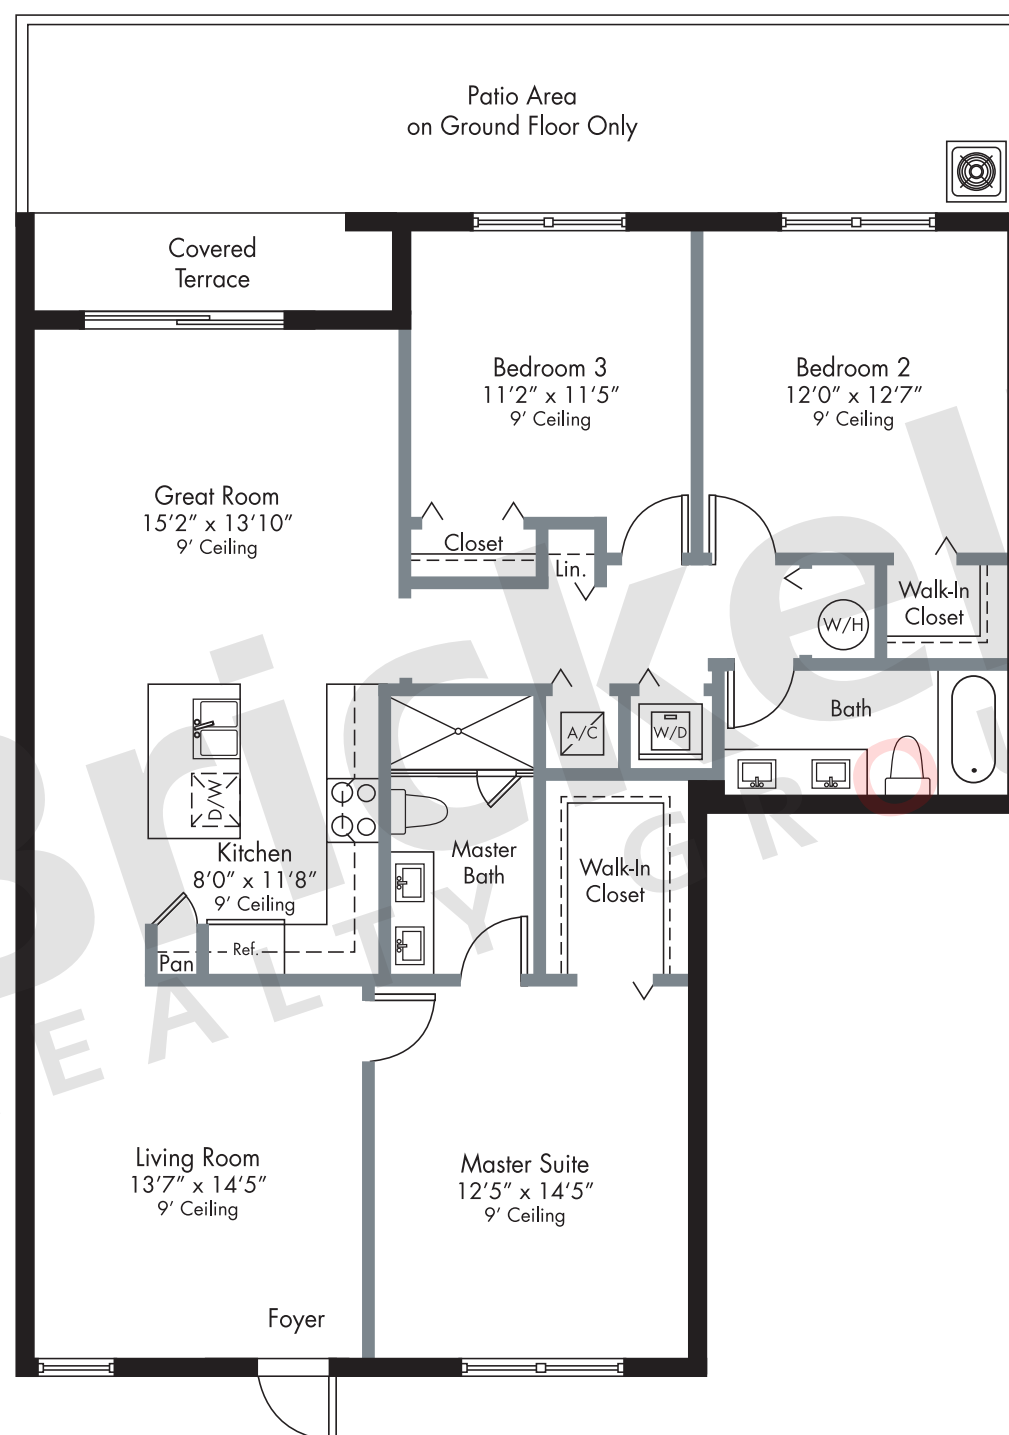 Patio Area
on Ground Floor Only
Covered
Terrace
Bedroom 3
11'2" x 11'5"
9' Ceiling
Bedroom 2
12'0" x 12'7"
9' Ceiling
Great Room
15'2" x 13'10"
9' Ceiling
Closet
Lin.
Walk-In
Closet
W/H
A/C
W/D
Bath
D/W
Kitchen
8'0" x 11'8"
9' Ceiling
Master
Bath
Walk-In
Closet
Pan
Ref.
Living Room
13'7" x 14'5"
9' Ceiling
Master Suite
12'5" x 14'5"
9' Ceiling
Foyer
Brickel
EALTY GRO